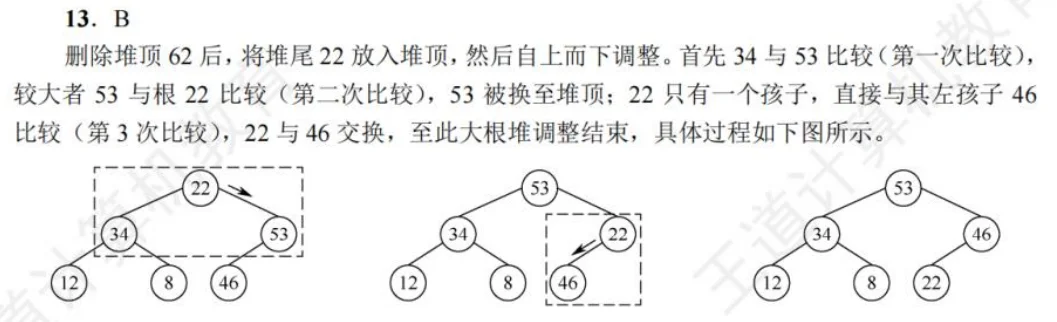 13. B
删除堆顶 62 后，将堆尾 22 放入堆顶，然后自上而下调整。首先 34 与 53 比较（第一次比较），
较大者 53 与根 22 比较（第二次比较），53 被换至堆顶；22 只有一个孩子，直接与其左孩子 46
比较（第 3 次比较），22 与 46 交换，至此大根堆调整结束，具体过程如下图所示。
22 53 53
34 53 34 22 34 46
12 8 46 12 8 46 12 8 22
王道计算机教育